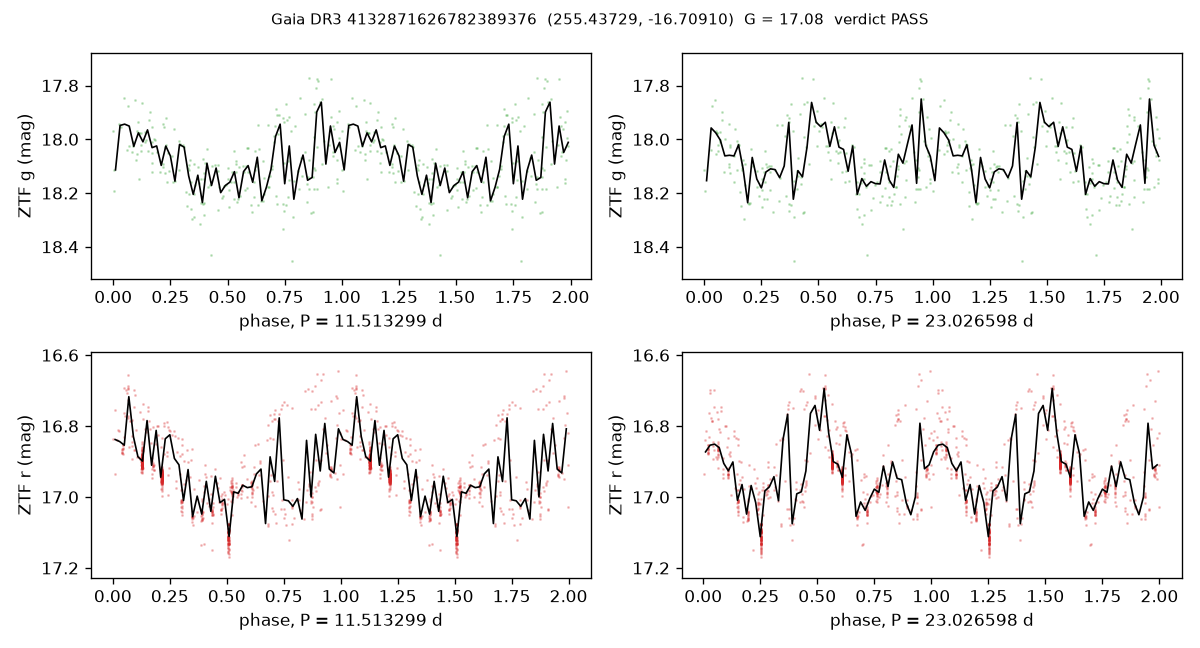 Gaia DR3 4132871626782389376  (255.43729, -16.70910)  G = 17.08  verdict PASS
ZTF g (mag)
17.8
18.0
18.2
18.4
0.00 0.25 0.50 0.75 1.00 1.25 1.50 1.75 2.00
phase, P = 11.513299 d
ZTF g (mag)
17.8
18.0
18.2
18.4
0.00 0.25 0.50 0.75 1.00 1.25 1.50 1.75 2.00
phase, P = 23.026598 d
ZTF r (mag)
16.6
16.8
17.0
17.2
0.00 0.25 0.50 0.75 1.00 1.25 1.50 1.75 2.00
phase, P = 11.513299 d
ZTF r (mag)
16.6
16.8
17.0
17.2
0.00 0.25 0.50 0.75 1.00 1.25 1.50 1.75 2.00
phase, P = 23.026598 d